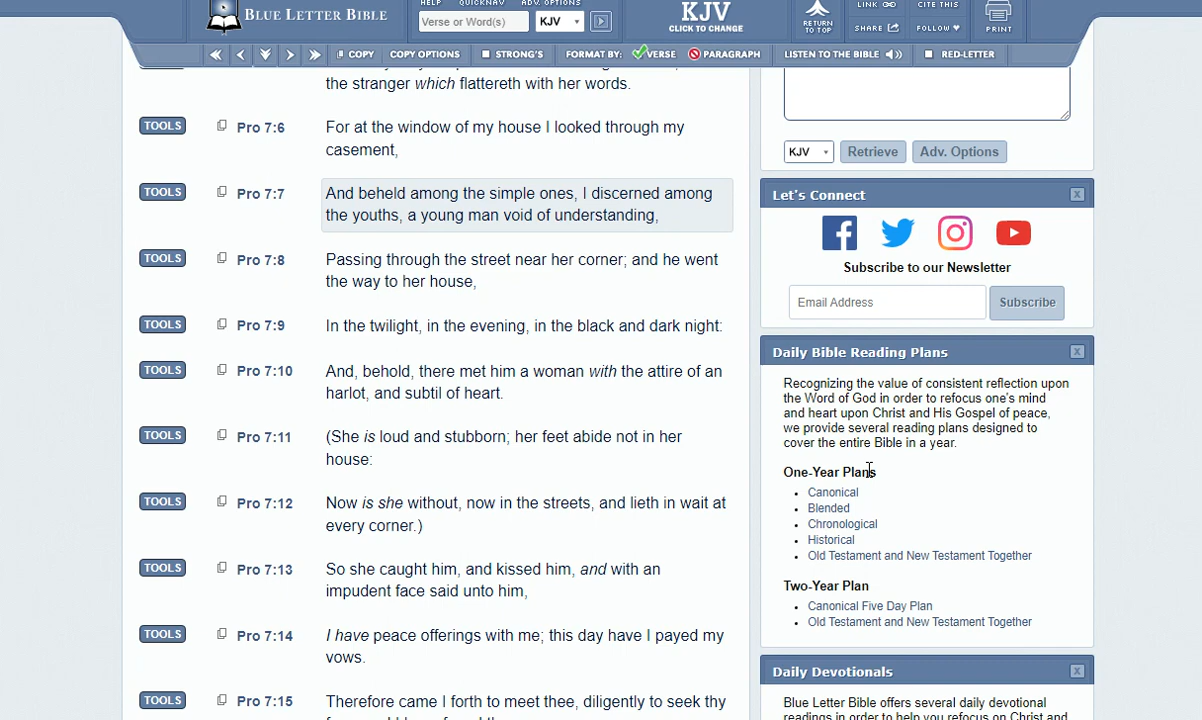 BLUE LETTER BIBLE
HELP QUICKNAV ADV. OPTIONS
Verse or Word(s) KJV
KJV
CLICK TO CHANGE
RETURN
TO TOP
LINK CITE THIS
SHARE FOLLOW
PRINT
COPY COPY OPTIONS STRONG'S FORMAT BY: VERSE PARAGRAPH LISTEN TO THE BIBLE RED-LETTER
the stranger which flattereth with her words.
TOOLS Pro 7:6 For at the window of my house I looked through my
casement,
TOOLS Pro 7:7 And beheld among the simple ones, I discerned among
the youths, a young man void of understanding,
TOOLS Pro 7:8 Passing through the street near her corner; and he went
the way to her house,
TOOLS Pro 7:9 In the twilight, in the evening, in the black and dark night:
TOOLS Pro 7:10 And, behold, there met him a woman with the attire of an
harlot, and subtil of heart.
TOOLS Pro 7:11 (She is loud and stubborn; her feet abide not in her
house:
TOOLS Pro 7:12 Now is she without, now in the streets, and lieth in wait at
every corner.)
TOOLS Pro 7:13 So she caught him, and kissed him, and with an
impudent face said unto him,
TOOLS Pro 7:14 I have peace offerings with me; this day have I payed my
vows.
TOOLS Pro 7:15 Therefore came I forth to meet thee, diligently to seek thy
KJV Retrieve Adv. Options
Let's Connect X
Subscribe to our Newsletter
Email Address Subscribe
Daily Bible Reading Plans X
Recognizing the value of consistent reflection upon
the Word of God in order to refocus one's mind
and heart upon Christ and His Gospel of peace,
we provide several reading plans designed to
cover the entire Bible in a year.
One-Year Plans
Canonical
Blended
Chronological
Historical
Old Testament and New Testament Together
Two-Year Plan
Canonical Five Day Plan
Old Testament and New Testament Together
Daily Devotionals X
Blue Letter Bible offers several daily devotional
readings in order to help you refocus on Christ and